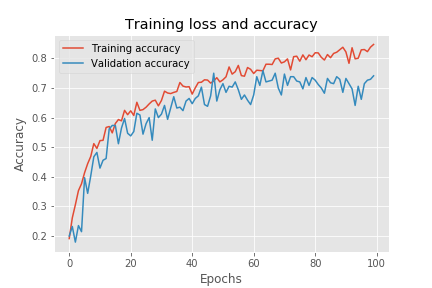 Training loss and accuracy
Training accuracy
Validation accuracy
Accuracy
0.8
0.7
0.6
0.5
0.4
0.3
0.2
0 20 40 60 80 100
Epochs